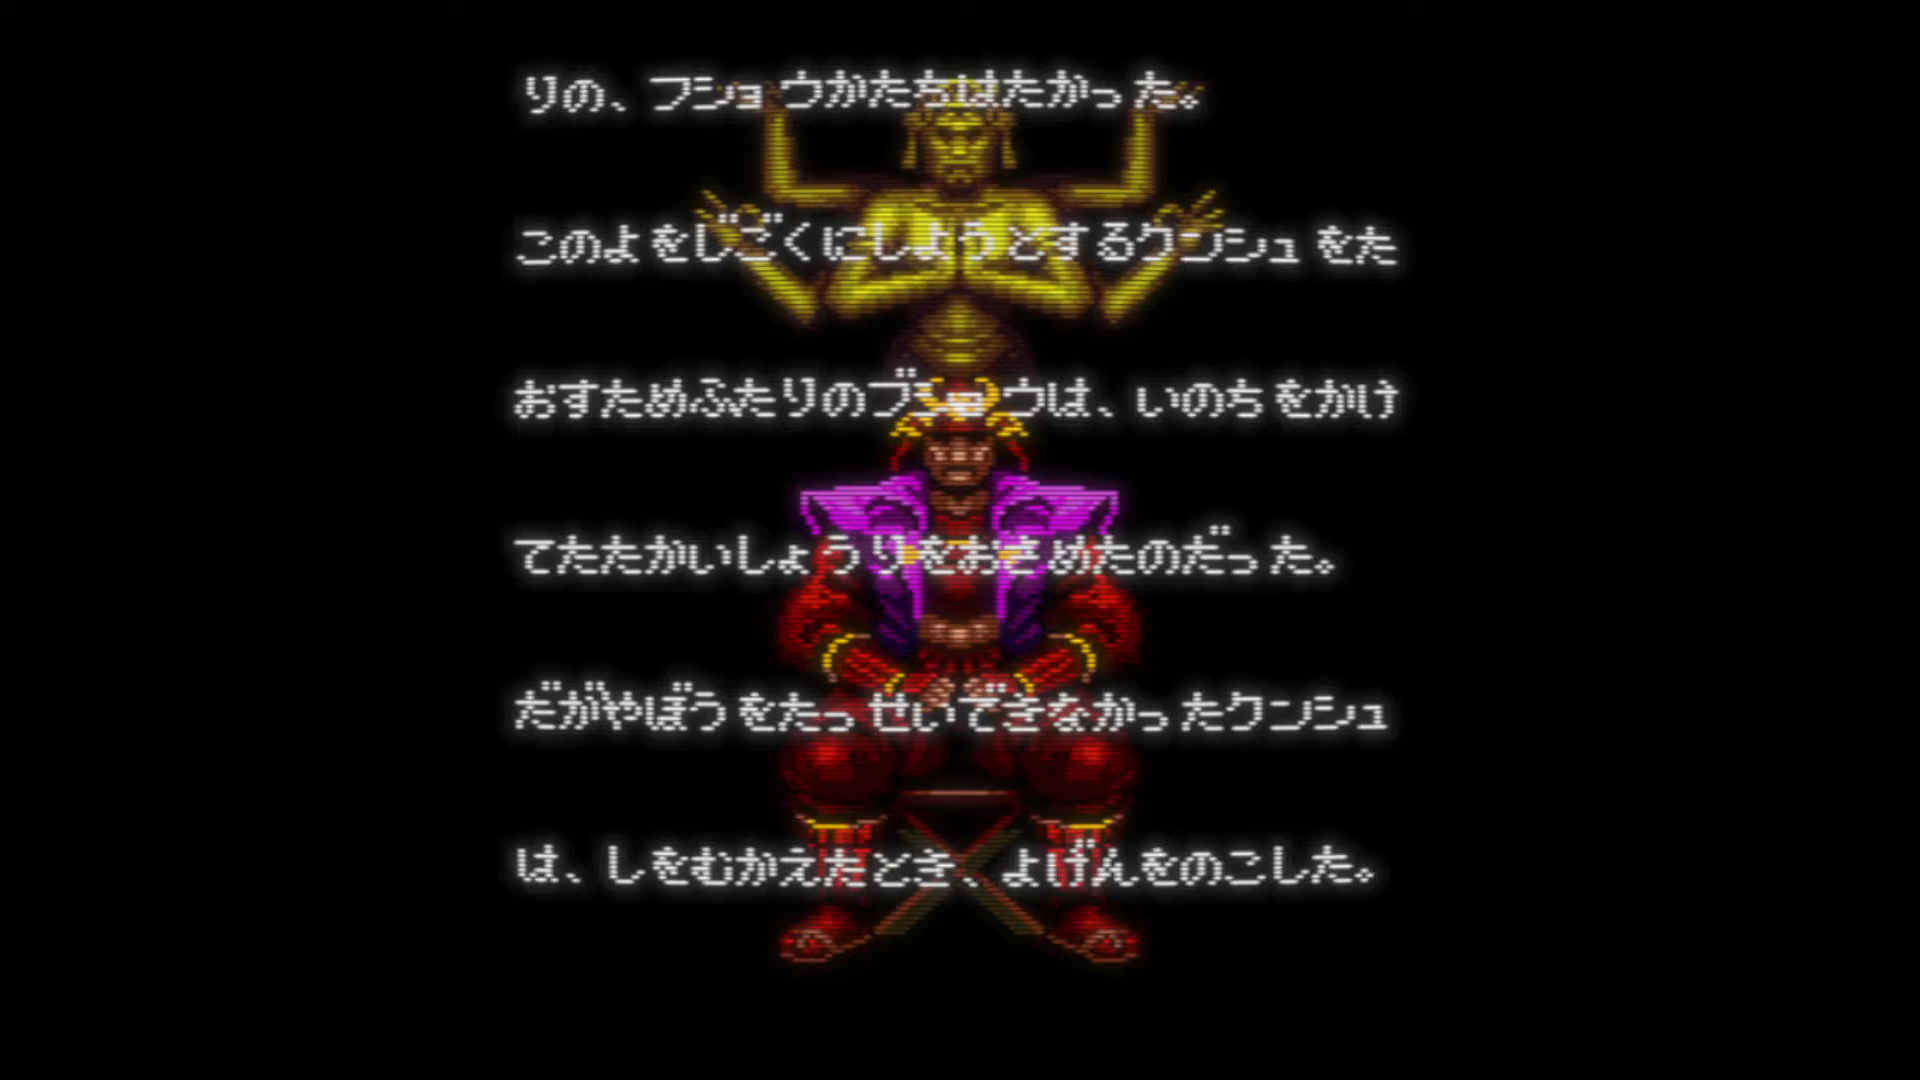 りの、フショウかたちはたかった。
このよをじごくにしようとするクンシュをた
おすためふたりのブショウは、いのちをかけ
てたたかいしょうりをおさめたのだった。
だがやぼうをたっせいできなかったクンシュ
は、しをむかえたとき、よげんをのこした。